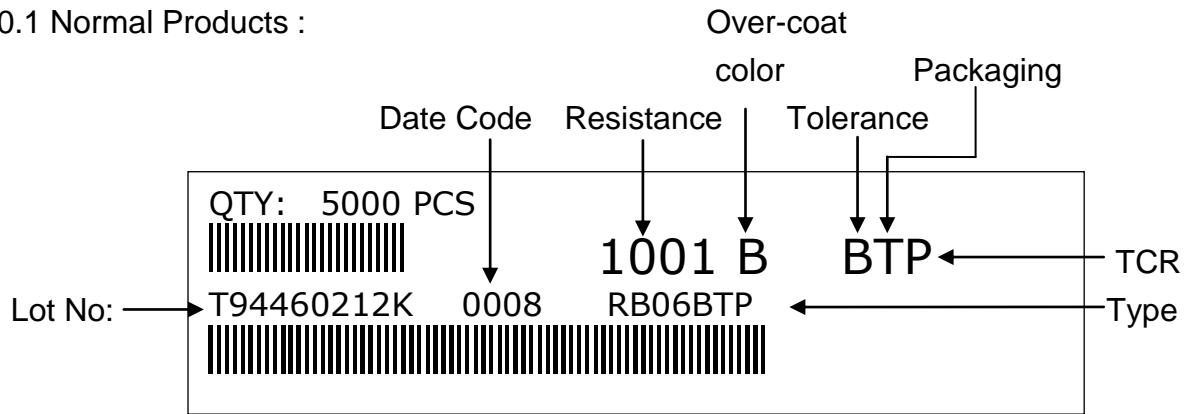 0.1 Normal Products :
Over-coat
color
Packaging
Date Code
Resistance
Tolerance
QTY: 5000 PCS
1001 B BTP
TCR
Lot No:
T94460212K 0008 RB06BTP
Type